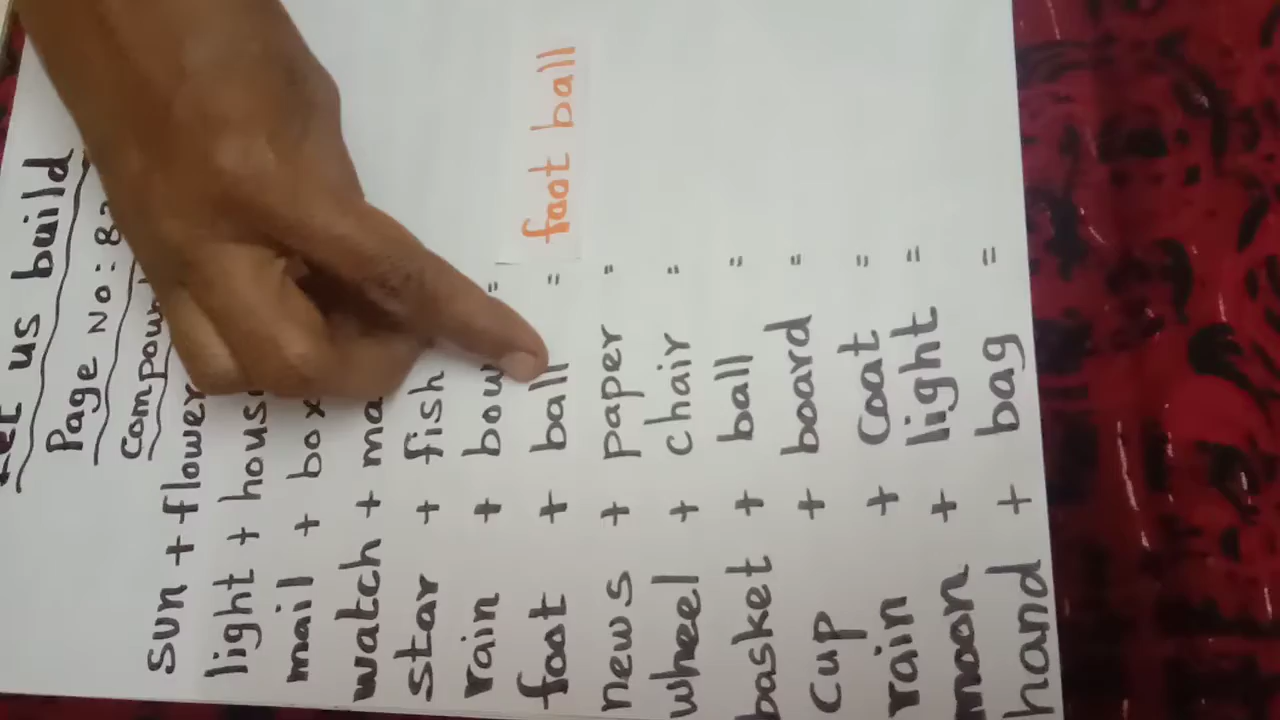 Let us build
Page No: 8
Compoun
sun + flower
light + hous
mail + box
watch + ma
star + fish
rain + bow =
foot + ball = foot ball
news + paper =
wheel + chair =
basket + ball =
cup + board =
rain + coat =
moon + light =
hand + bag =